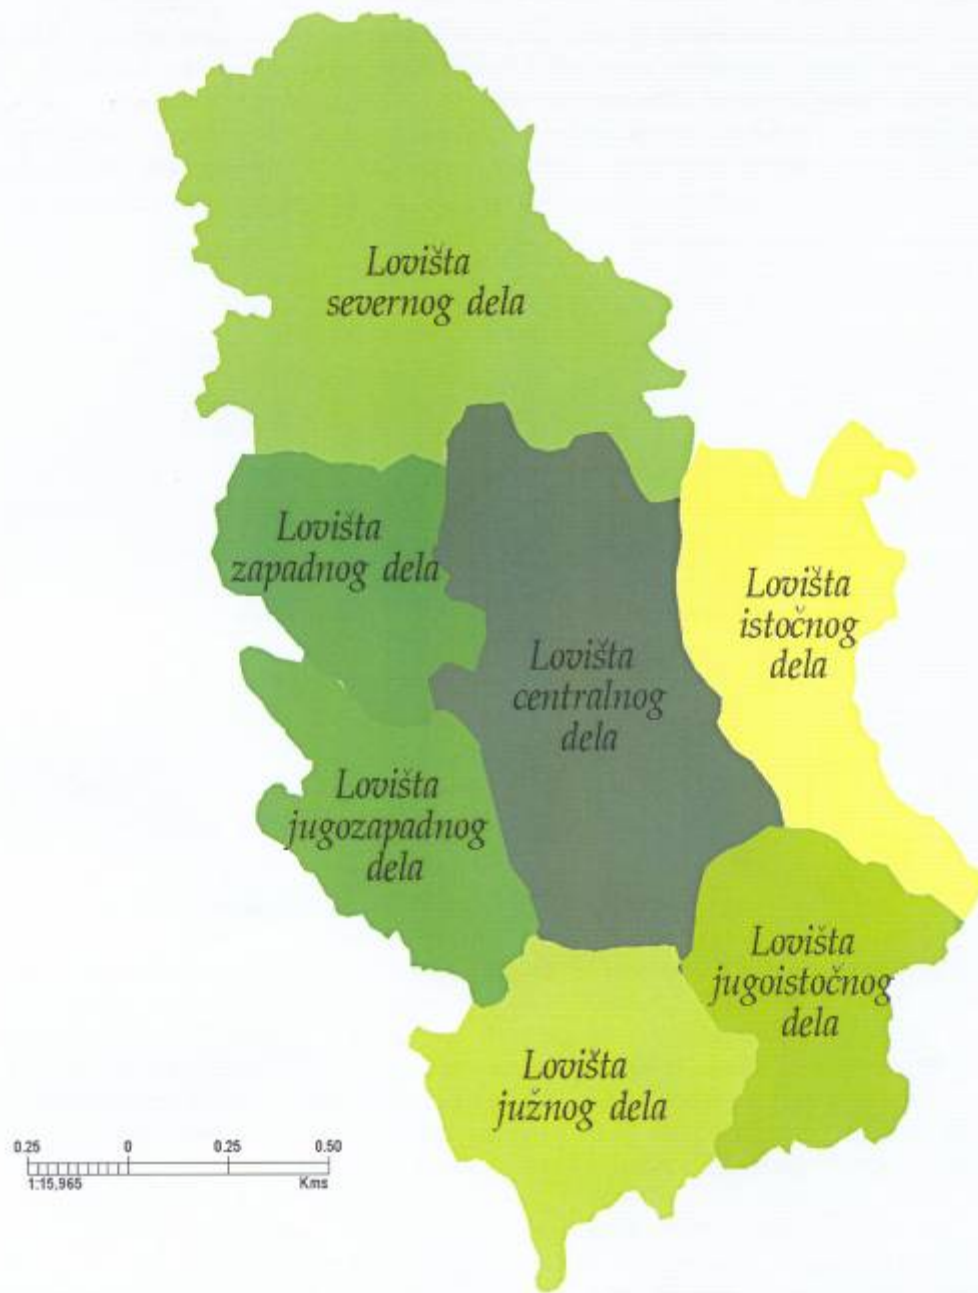 Lovišta
severnog dela
Lovišta
zapadnog dela
Lovišta
istočnog
dela
Lovišta
centralnog
dela
Lovišta
jugozapadnog
dela
Lovišta
jugoistočnog
dela
Lovišta
južnog dela
0.25 0 0.25 0.50
1:15,965 Kms